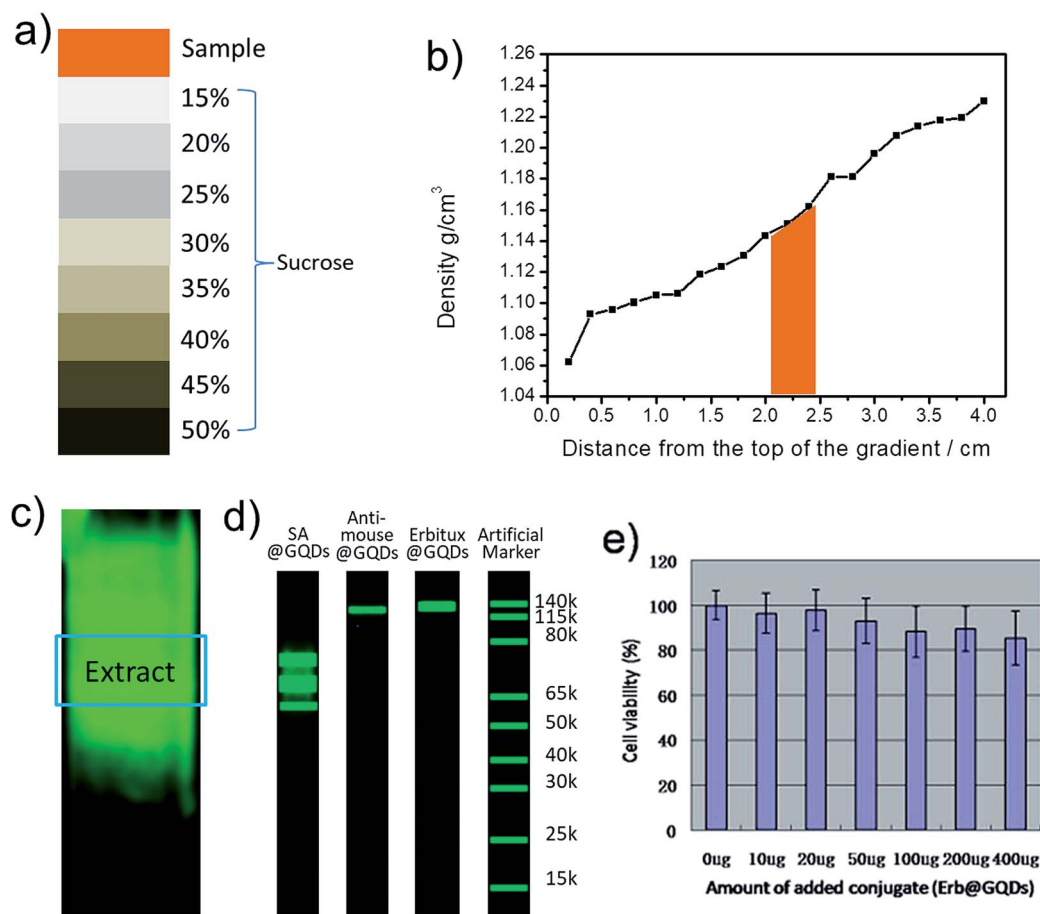 a)
Sample
15%
20%
25%
30%
35%
40%
45%
50%
Sucrose
b)
1.26
1.24
1.22
1.20
1.18
1.16
1.14
1.12
1.10
1.08
1.06
1.04
Density g/cm³
0.0 0.5 1.0 1.5 2.0 2.5 3.0 3.5 4.0
Distance from the top of the gradient / cm
c)
Extract
d)
SA
@GQDs
Anti-
mouse
@GQDs
Erbitux
@GQDs
Artificial
Marker
140k
115k
80k
65k
50k
40k
30k
25k
15k
e)
120
100
80
60
40
20
0
Cell viability (%)
0ug 10ug 20ug 50ug 100ug 200ug 400ug
Amount of added conjugate (Erb@GQDs)